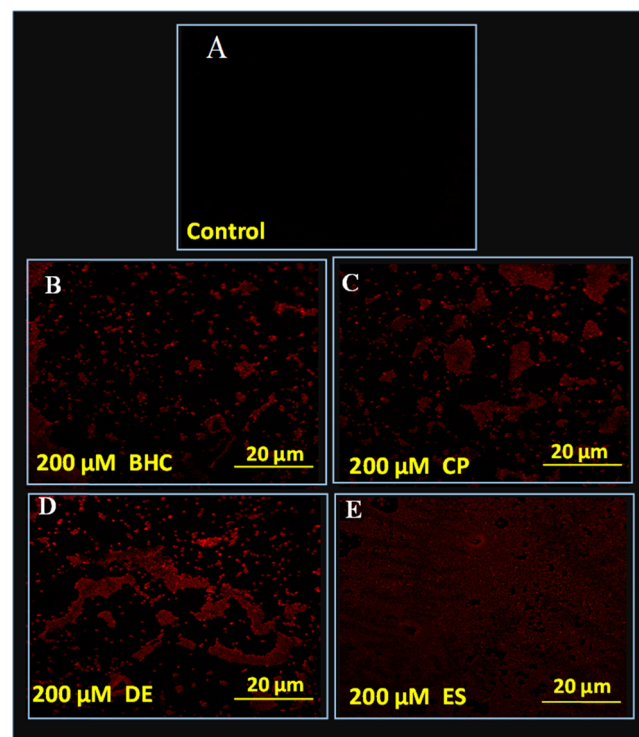 A
Control
B
200 µM BHC
20 µm
C
200 µM CP
20 µm
D
200 µM DE
20 µm
E
200 µM ES
20 µm